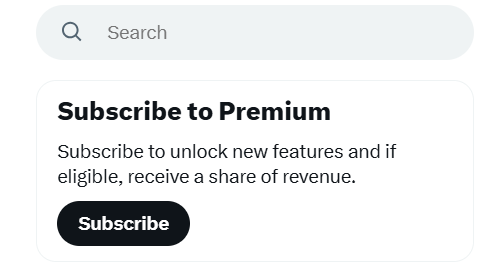 Search
Subscribe to Premium
Subscribe to unlock new features and if
eligible, receive a share of revenue.
Subscribe